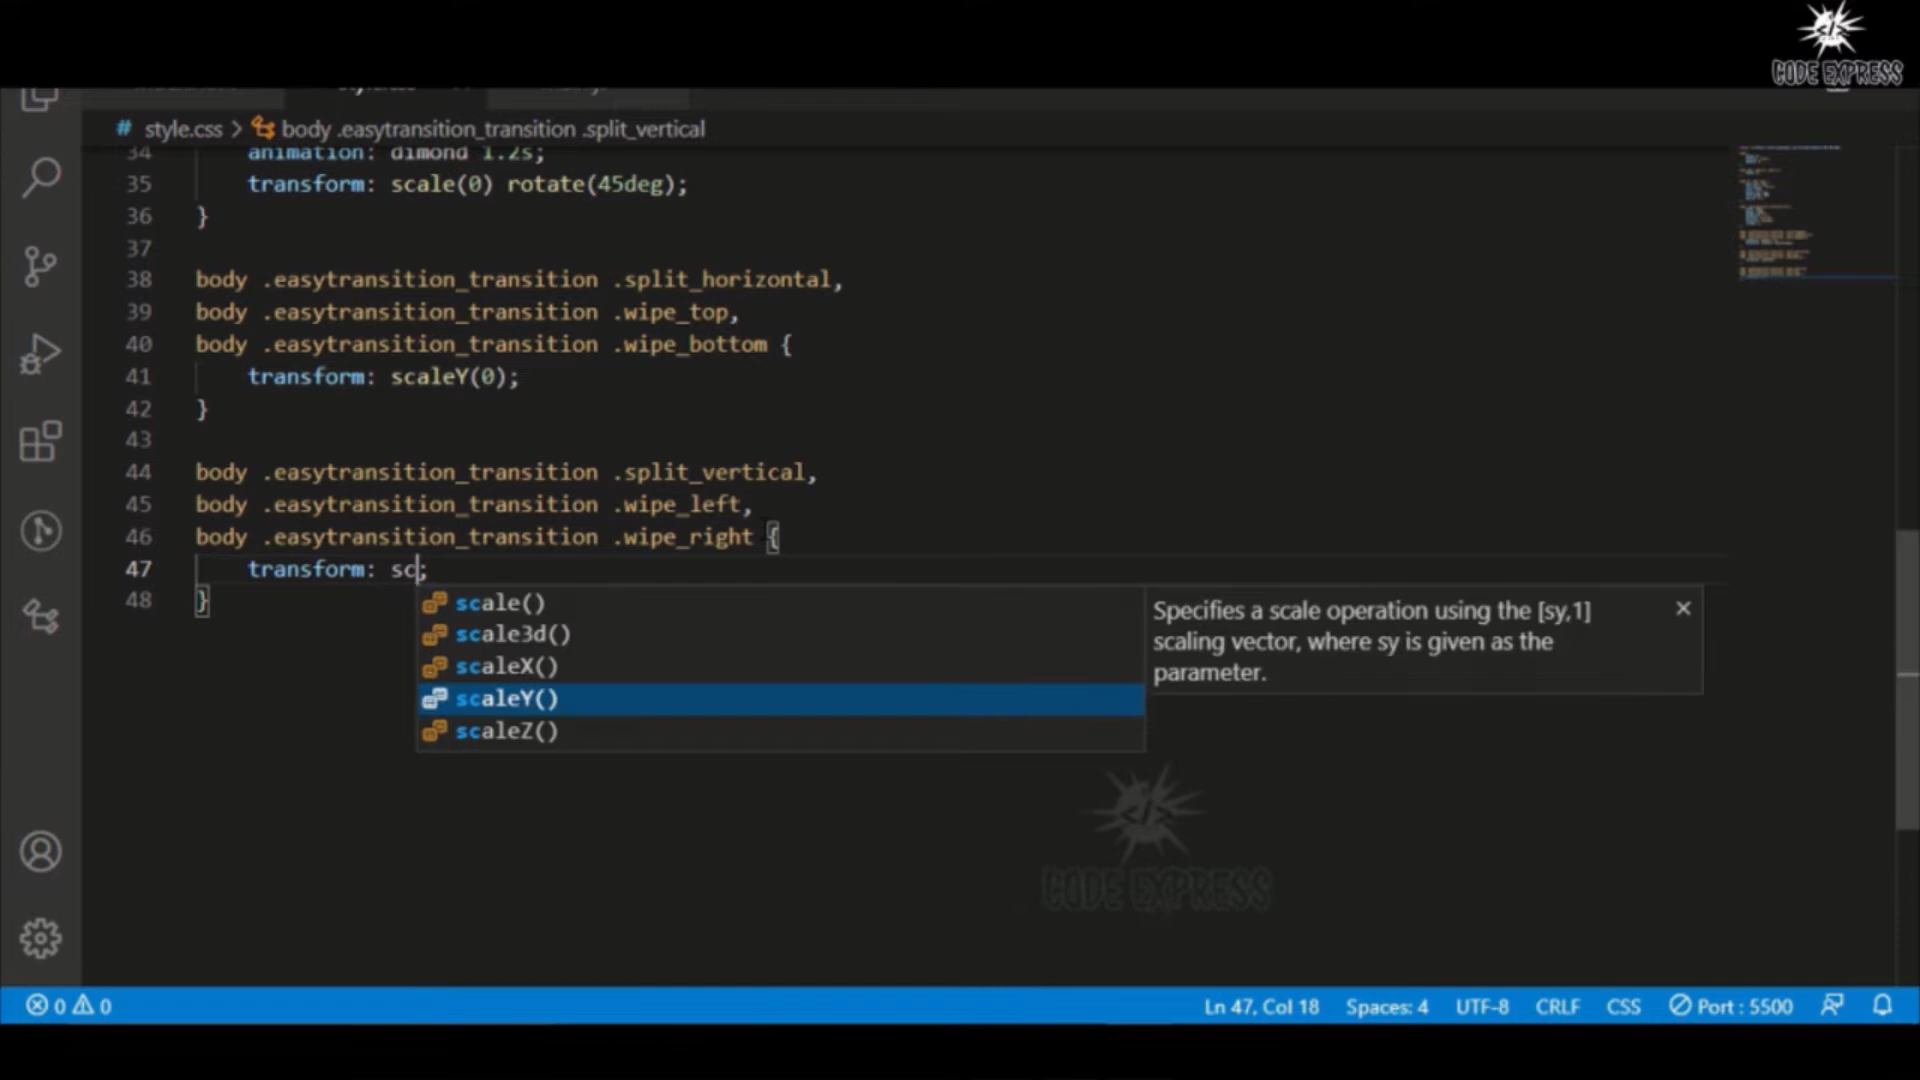 CODE EXPRESS
# style.css > body .easytransition_transition .split_vertical
34 animation: dimond 1.2s;
35 transform: scale(0) rotate(45deg);
36 }
37
38 body .easytransition_transition .split_horizontal,
39 body .easytransition_transition .wipe_top,
40 body .easytransition_transition .wipe_bottom {
41 transform: scaleY(0);
42 }
43
44 body .easytransition_transition .split_vertical,
45 body .easytransition_transition .wipe_left,
46 body .easytransition_transition .wipe_right {
47 transform: sc;
48 }
scale()
scale3d()
scaleX()
scaleY()
scaleZ()
Specifies a scale operation using the [sy,1]
scaling vector, where sy is given as the
parameter.
CODE EXPRESS
0 0 Ln 47, Col 18 Spaces: 4 UTF-8 CRLF CSS Port : 5500